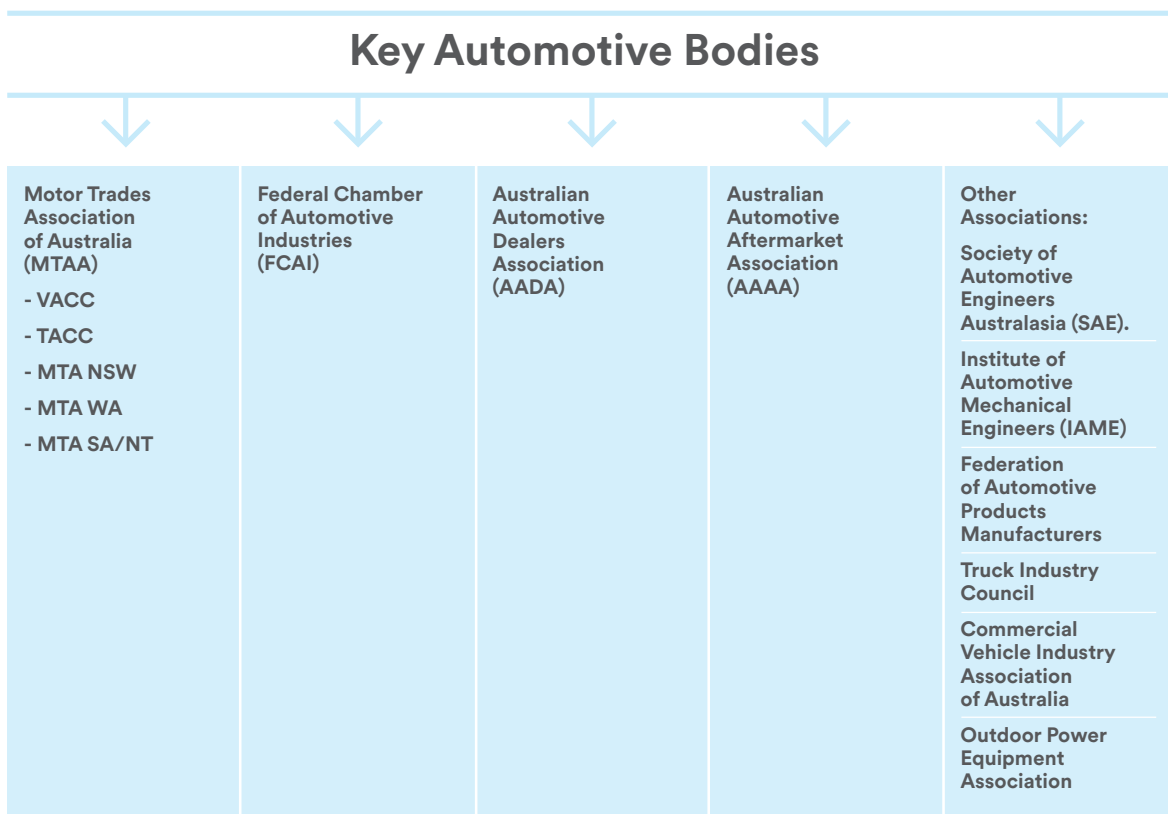 Key Automotive Bodies
Motor Trades
Association
of Australia
(MTAA)
- VACC
- TACC
- MTA NSW
- MTA WA
- MTA SA/NT
Federal Chamber
of Automotive
Industries
(FCAI)
Australian
Automotive
Dealers
Association
(AADA)
Australian
Automotive
Aftermarket
Association
(AAAA)
Other
Associations:
Society of
Automotive
Engineers
Australasia (SAE).
Institute of
Automotive
Mechanical
Engineers (IAME)
Federation
of Automotive
Products
Manufacturers
Truck Industry
Council
Commercial
Vehicle Industry
Association
of Australia
Outdoor Power
Equipment
Association